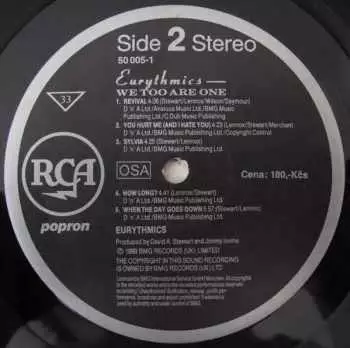 Side 2 Stereo
50 005-1
Eurythmics —
WE TOO ARE ONE
33
1. REVIVAL 4:06 (Stewart/Lennox/Wilson/Seymour)
D 'n' A Ltd./Anxious Music Ltd./BMG Music
Publishing Ltd./C Dub Music Publishing
2. YOU HURT ME (AND I HATE YOU) 4:23 (Lennox/Stewart)
D 'n' A Ltd./BMG Music Publishing Ltd./Copyright Control
3. SYLVIA 4:29 (Stewart/Lennox)
D 'n' A Ltd./BMG Music Publishing Ltd.
RCA
popron
OSA
Cena: 180,-Kčs
4. HOW LONG? 4:41 (Lennox/Stewart)
D 'n' A Ltd./BMG Music Publishing Ltd.
5. WHEN THE DAY GOES DOWN 5:57 (Lennox/Stewart)
D 'n' A Ltd./BMG Music Publishing Ltd.
EURYTHMICS
Produced by David A. Stewart and Jimmy Iovine
1989 BMG RECORDS (UK) LIMITED
THE COPYRIGHT IN THIS SOUND RECORDING
IS OWNED BY BMG RECORDS (UK) LTD